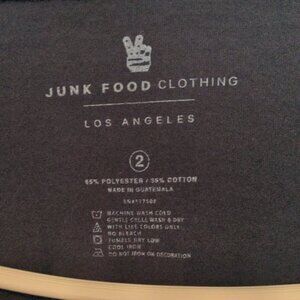 JUNK FOOD CLOTHING
LOS ANGELES
2
65% POLYESTER / 35% COTTON
MADE IN GUATEMALA
MACHINE WASH COLD
GENTLE CYCLE WASH & DRY
WITH LIKE COLORS ONLY
NO BLEACH
TUMBLE DRY LOW
COOL IRON
DO NOT IRON ON DECORATION